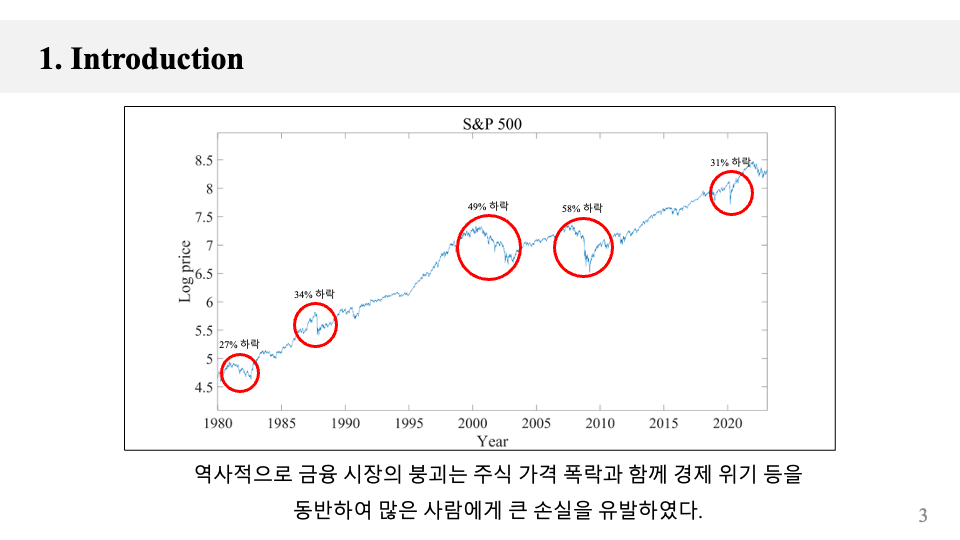 1. Introduction
S&P 500
8.5
8
7.5
7
6.5
6
5.5
5
4.5
Log price
27% 하락
34% 하락
49% 하락
58% 하락
31% 하락
1980 1985 1990 1995 2000 2005 2010 2015 2020
Year
역사적으로 금융 시장의 붕괴는 주식 가격 폭락과 함께 경제 위기 등을
동반하여 많은 사람에게 큰 손실을 유발하였다.
3